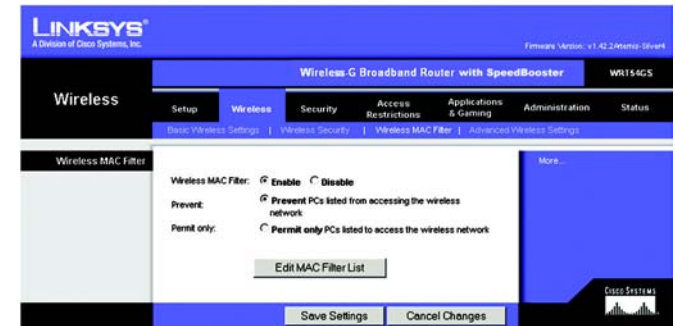 LINKSYS®
A Division of Cisco Systems, Inc.
Firmware Version: v1.42.2Artemis-Silver4
Wireless-G Broadband Router with SpeedBooster WRT54GS
Wireless
Setup Wireless Security Access Restrictions Applications & Gaming Administration Status
Basic Wireless Settings | Wireless Security | Wireless MAC Filter | Advanced Wireless Settings
Wireless MAC Filter
More...
Wireless MAC Filter: Enable Disable
Prevent: Prevent PCs listed from accessing the wireless
network
Permit only: Permit only PCs listed to access the wireless network
Edit MAC Filter List
Save Settings Cancel Changes
CISCO SYSTEMS